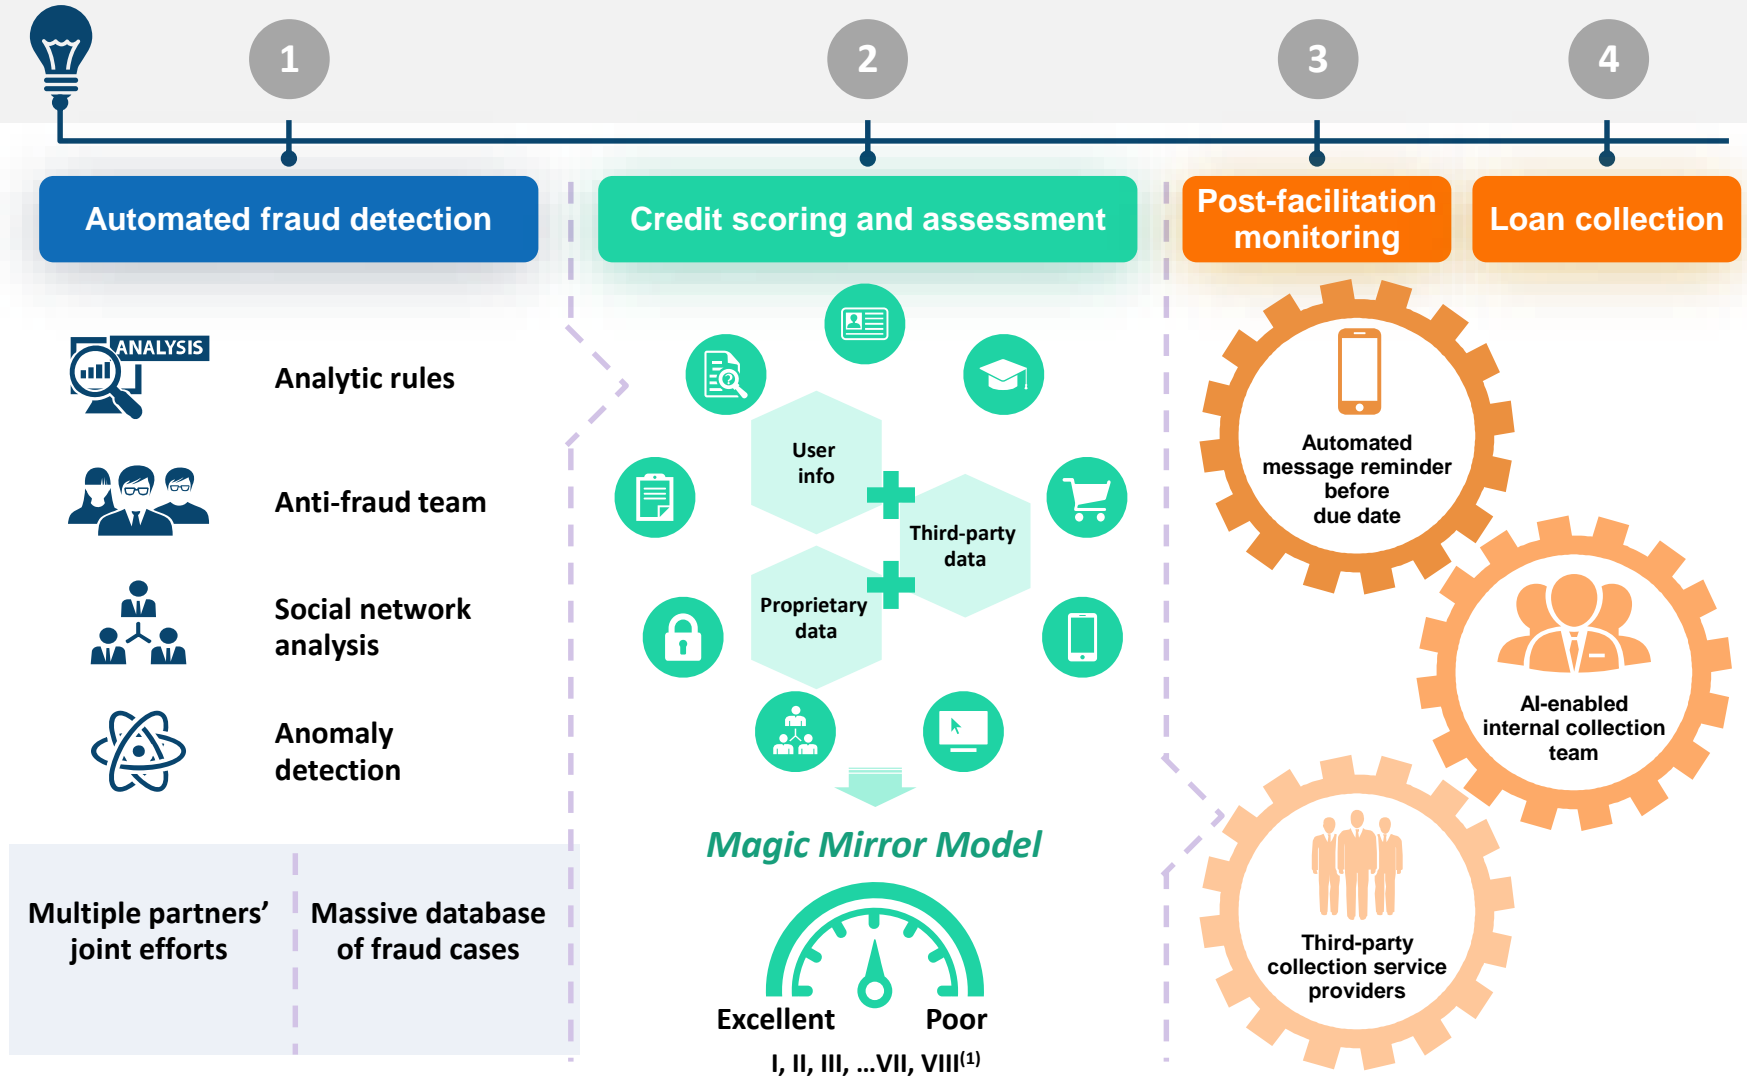 1
2
3
4
Automated fraud detection
Credit scoring and assessment
Post-facilitation
monitoring
Loan collection
ANALYSIS
Analytic rules
Anti-fraud team
Social network
analysis
Anomaly
detection
Multiple partners’
joint efforts
Massive database
of fraud cases
?
User
info
Third-party
data
Proprietary
data
Magic Mirror Model
Excellent
Poor
I, II, III, ...VII, VIII(1)
Automated
message reminder
before
due date
AI-enabled
internal collection
team
Third-party
collection service
providers